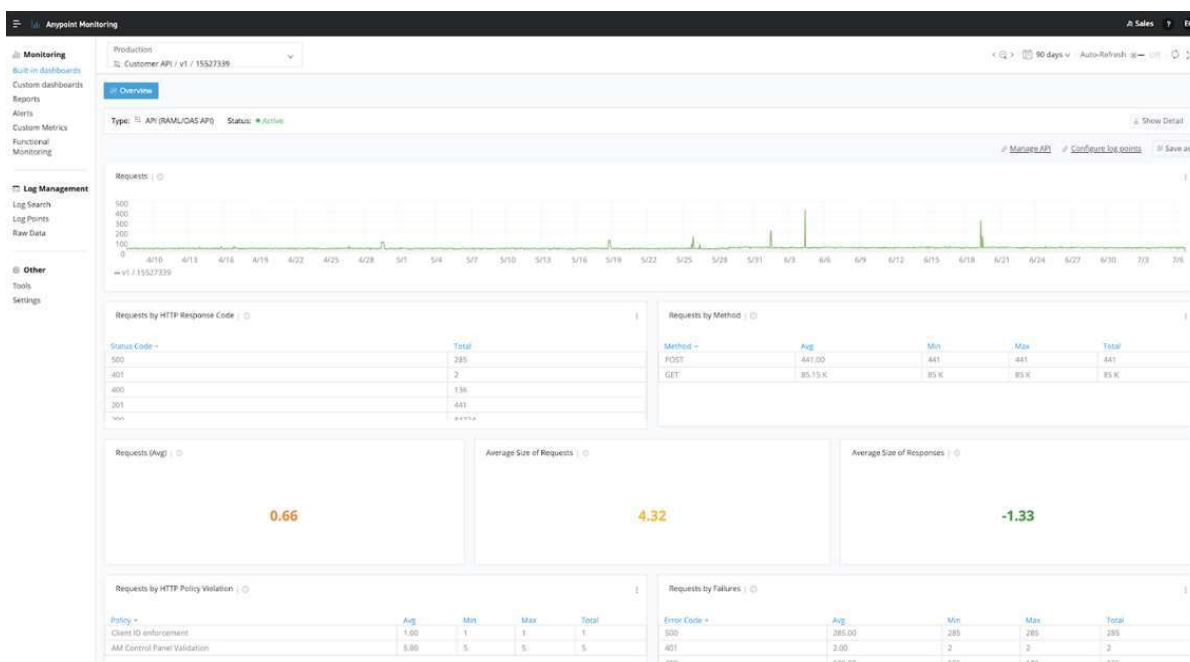 Anypoint Monitoring
Sales ?
Monitoring
Built-in dashboards
Custom dashboards
Reports
Alerts
Custom Metrics
Functional
Monitoring
Log Management
Log Search
Log Points
Raw Data
Other
Tools
Settings
Production
Customer API / v1 / 15527339
90 days Auto-Refresh
Overview
Type: API (RAML/OAS API) Status: Active
Show Detail
Manage API Configure log points Save as
Requests
500
400
300
200
100
0
4/10 4/13 4/16 4/19 4/22 4/25 4/28 5/1 5/4 5/7 5/10 5/13 5/16 5/19 5/22 5/25 5/28 5/31 6/3 6/6 6/9 6/12 6/15 6/18 6/21 6/24 6/27 6/30 7/3 7/6
v1 / 15527339
Requests by HTTP Response Code
Status Code Total
500 285
401 2
400 136
201 441
Requests by Method
Method Avg Min Max Total
POST 441.00 441 441 441
GET 85.15 K 85 K 85 K 85 K
Requests (Avg)
0.66
Average Size of Requests
4.32
Average Size of Responses
-1.33
Requests by HTTP Policy Violation
Policy Avg Min Max Total
Client ID enforcement 1.00 1 1 1
AM Control Panel Validation 5.00 5 5 5
Requests by Failures
Error Code Avg Min Max Total
500 285.00 285 285 285
401 2.00 2 2 2